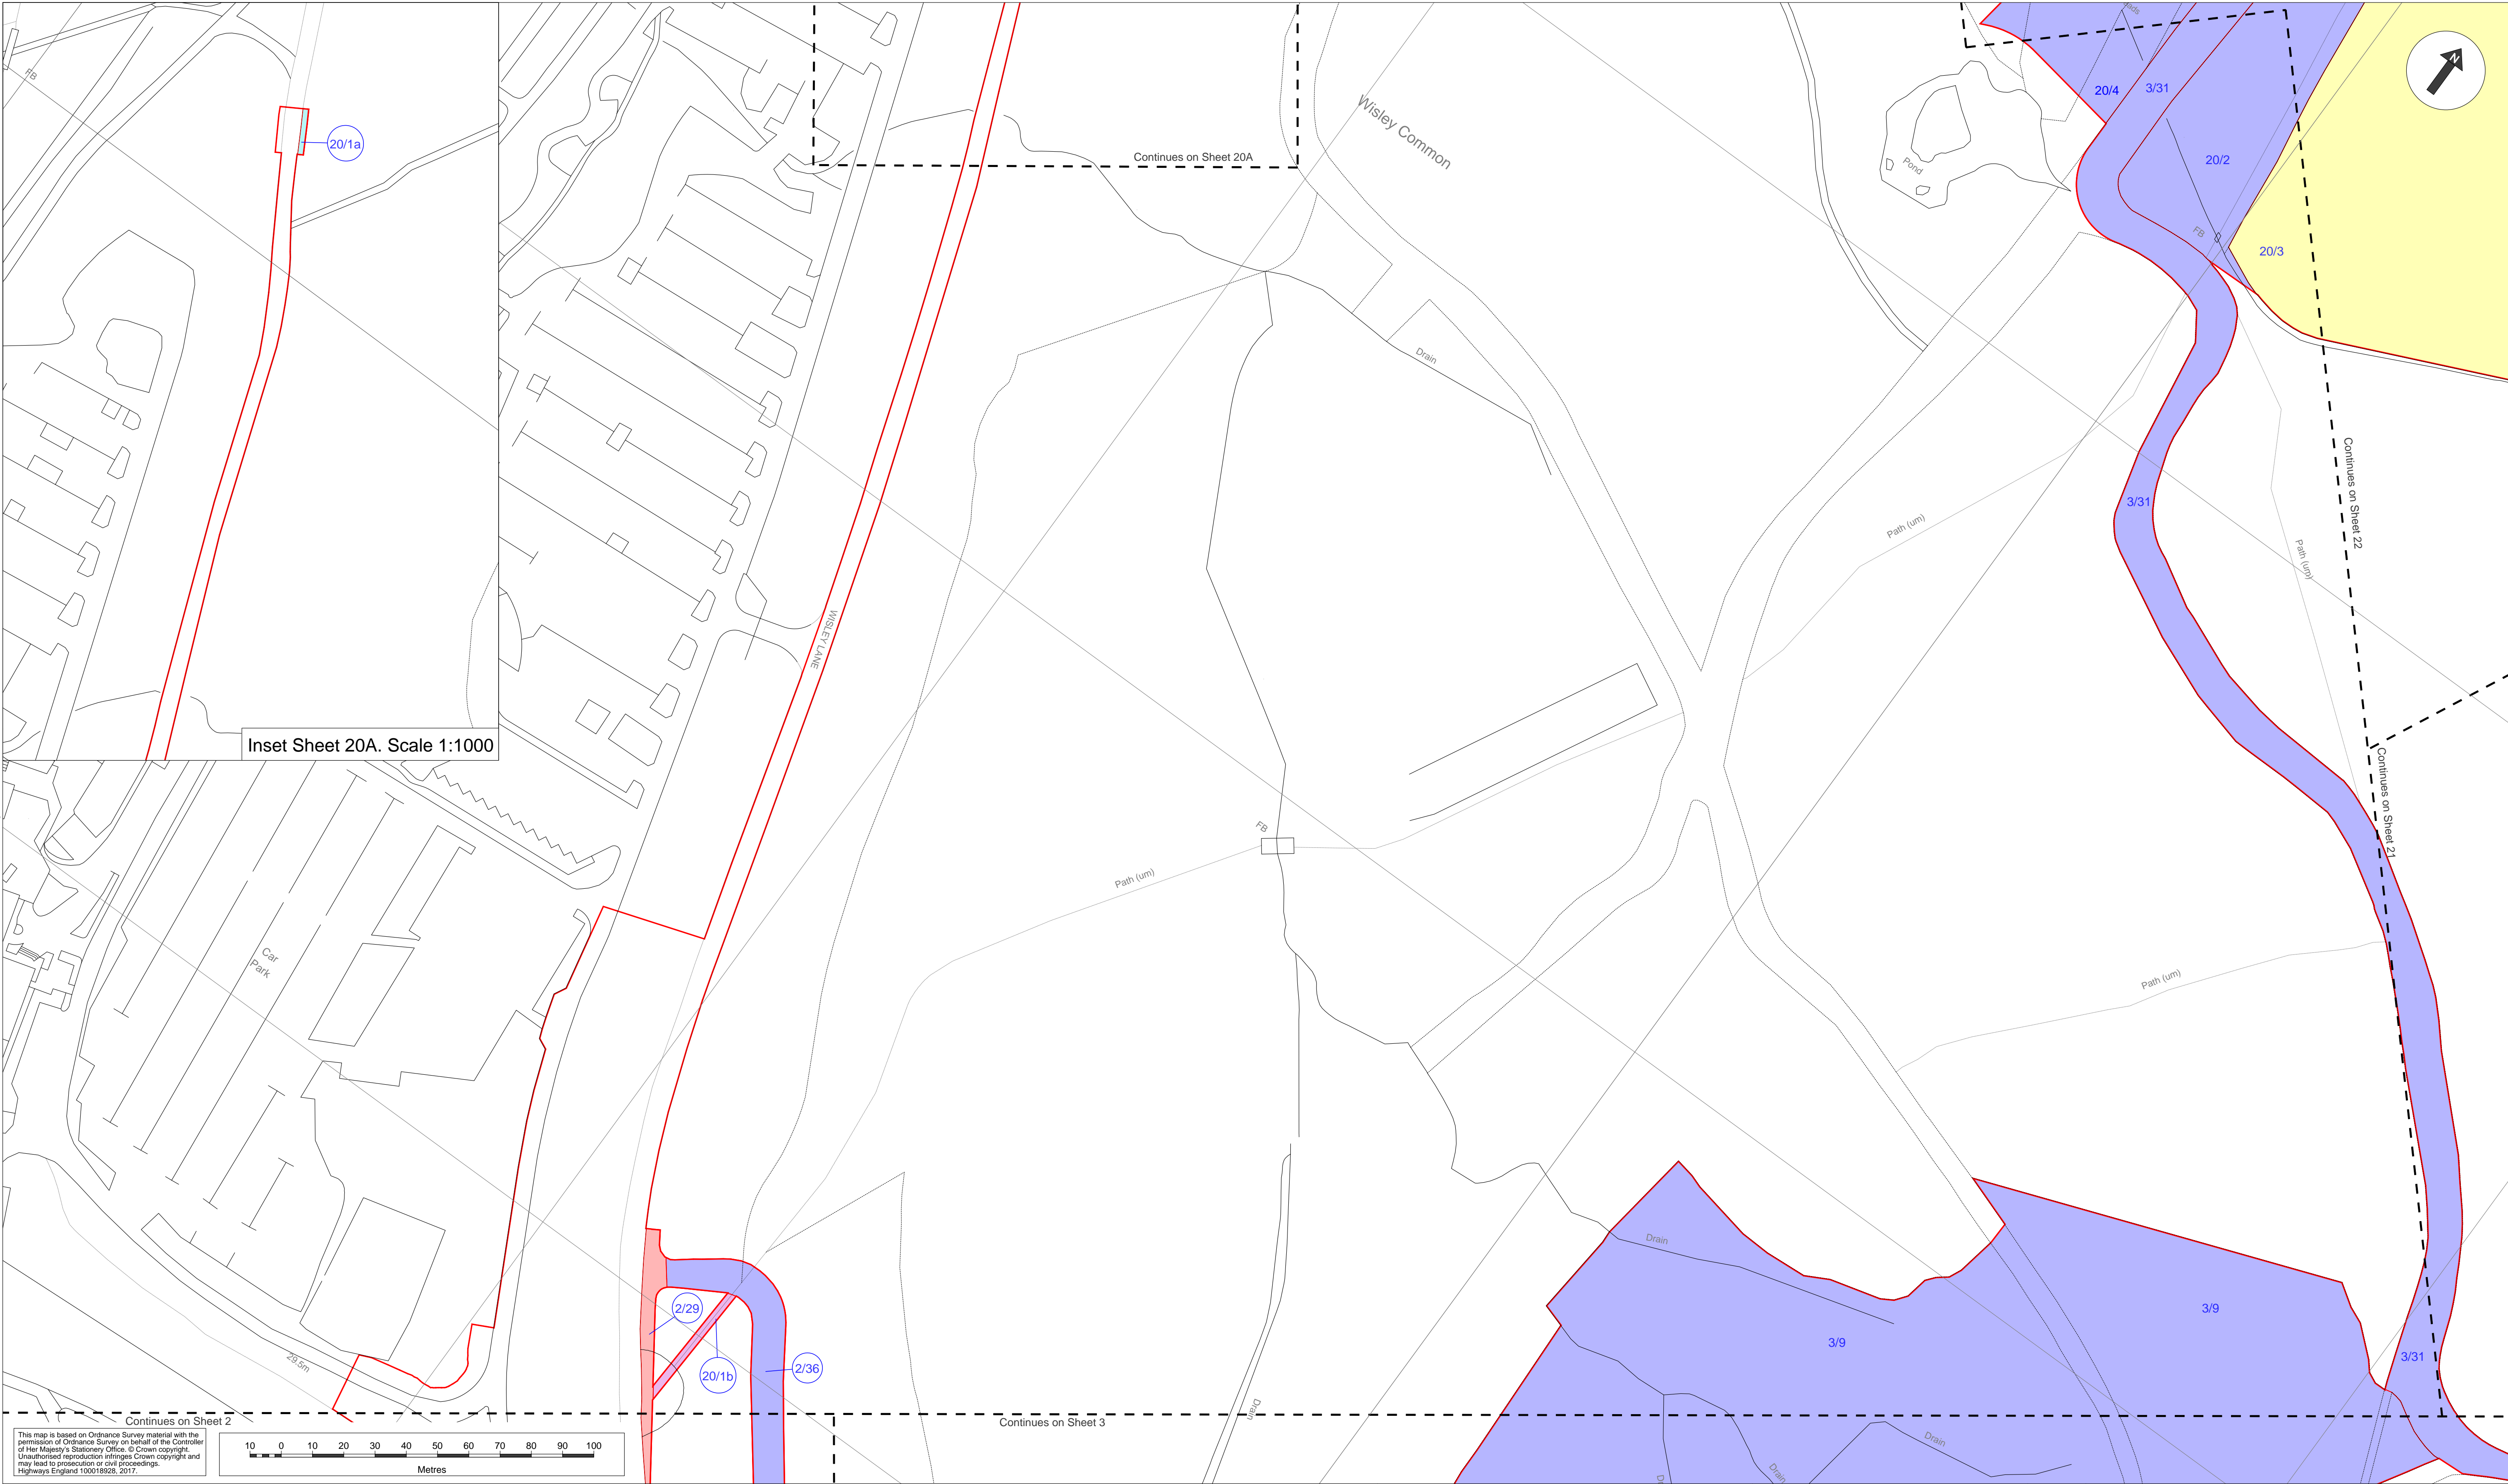 FB
20/1a
Inset Sheet 20A. Scale 1:1000
Continues on Sheet 20A
Wisley Common
Pond
20/4
3/31
20/2
FB
20/3
N
Drain
WISLEY LANE
3/31
Path (um)
Path (um)
Continues on Sheet 22
Continues on Sheet 21
FB
Path (um)
Path (um)
Car
Park
29.5m
2/29
20/1b
2/36
Drain
3/9
3/9
3/31
Drain
Drain
Drain
Continues on Sheet 2
Continues on Sheet 3
This map is based on Ordnance Survey material with the
permission of Ordnance Survey on behalf of the Controller
of Her Majesty's Stationery Office. © Crown copyright.
Unauthorised reproduction infringes Crown copyright and
may lead to prosecution or civil proceedings.
Highways England 100018928, 2017.
10 0 10 20 30 40 50 60 70 80 90 100
Metres